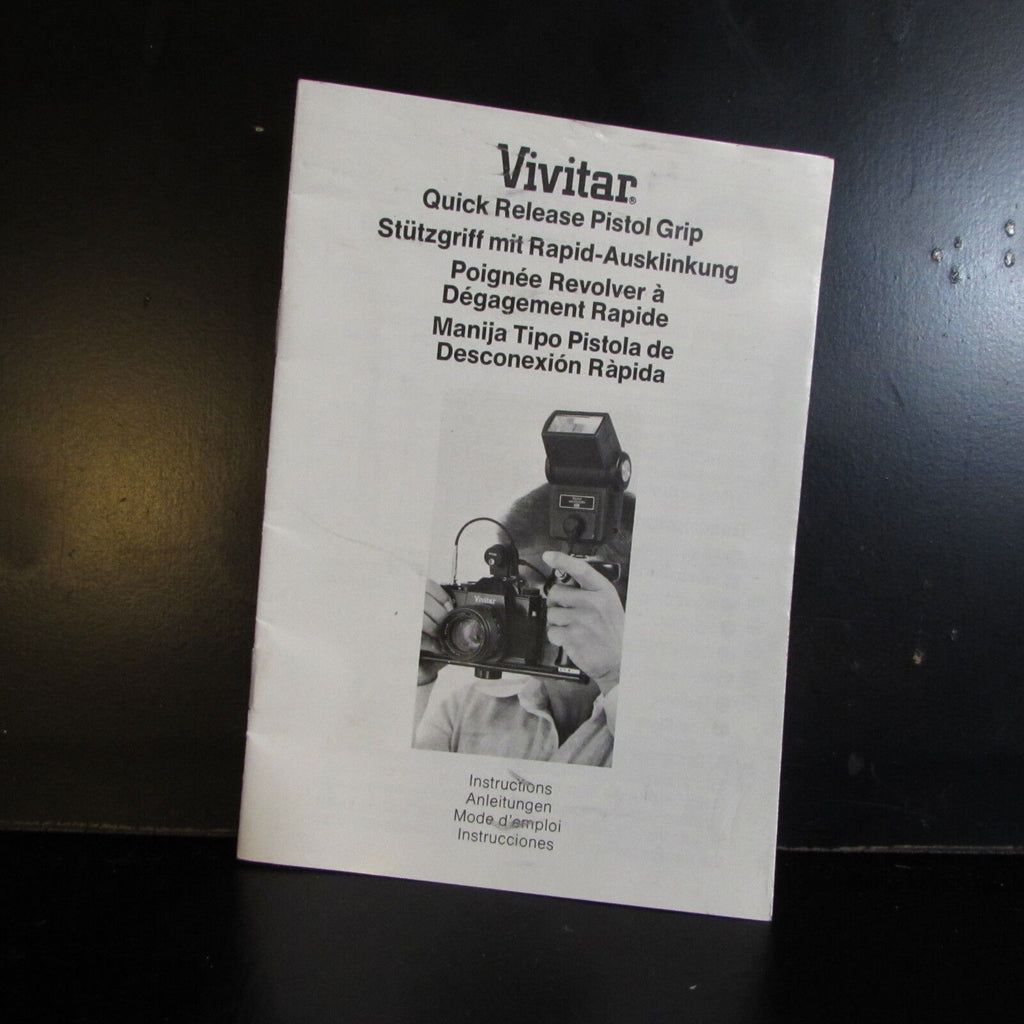 Vivitar®
Quick Release Pistol Grip
Stützgriff mit Rapid-Ausklinkung
Poignée Revolver à
Dégagement Rapide
Manija Tipo Pistola de
Desconexión Ràpida
Vivitar
Instructions
Anleitungen
Mode d'emploi
Instrucciones